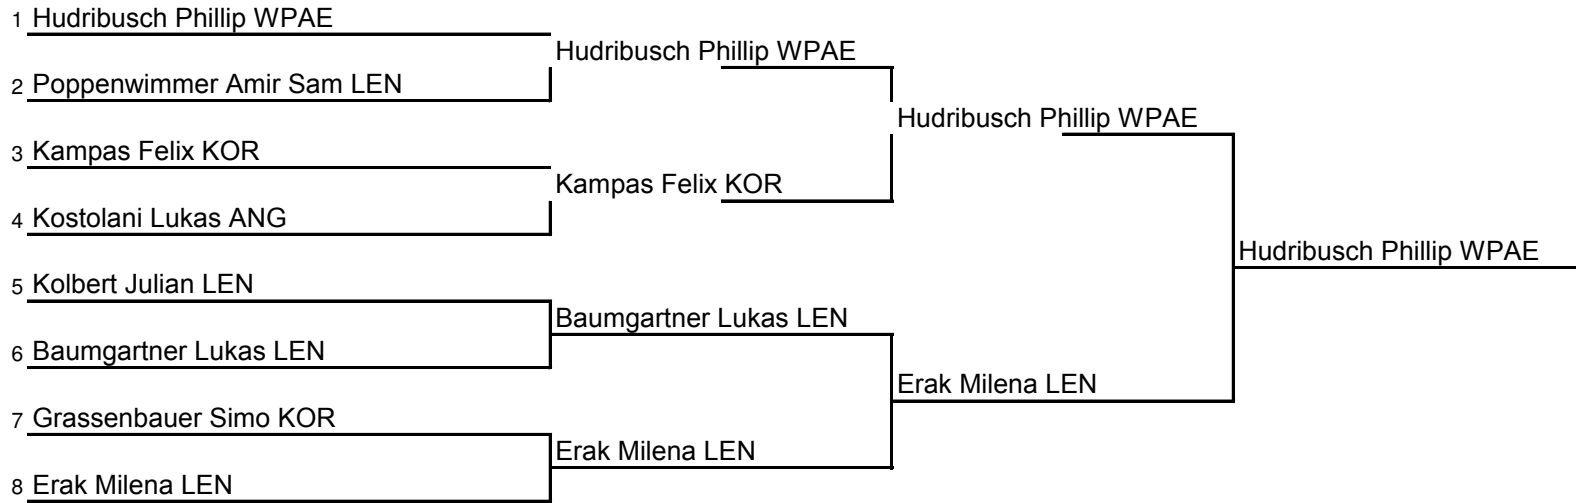 1 Hudribusch Phillip WPAE
Hudribusch Phillip WPAE
2 Poppenwimmer Amir Sam LEN
Hudribusch Phillip WPAE
3 Kampas Felix KOR
Kampas Felix KOR
4 Kostolani Lukas ANG
Hudribusch Phillip WPAE
5 Kolbert Julian LEN
Baumgartner Lukas LEN
6 Baumgartner Lukas LEN
Erak Milena LEN
7 Grassenbauer Simo KOR
Erak Milena LEN
8 Erak Milena LEN